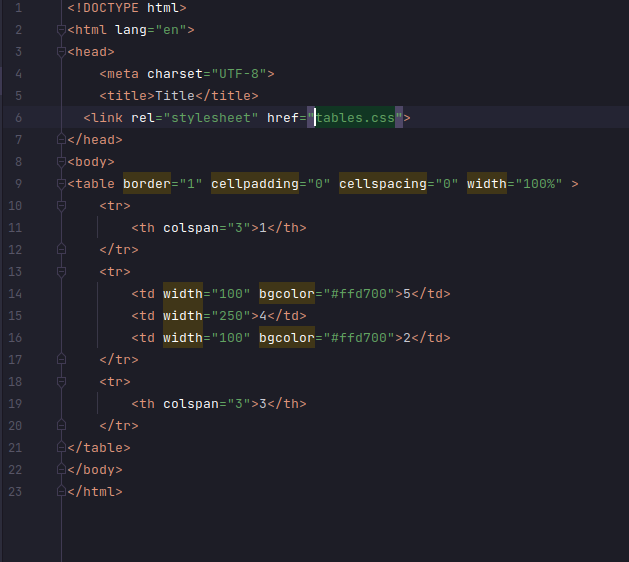 1 <!DOCTYPE html>
2 <html lang="en">
3 <head>
4     <meta charset="UTF-8">
5     <title>Title</title>
6   <link rel="stylesheet" href="tables.css">
7 </head>
8 <body>
9 <table border="1" cellpadding="0" cellspacing="0" width="100%" >
10     <tr>
11         <th colspan="3">1</th>
12     </tr>
13     <tr>
14         <td width="100" bgcolor="#ffd700">5</td>
15         <td width="250">4</td>
16         <td width="100" bgcolor="#ffd700">2</td>
17     </tr>
18     <tr>
19         <th colspan="3">3</th>
20     </tr>
21 </table>
22 </body>
23 </html>